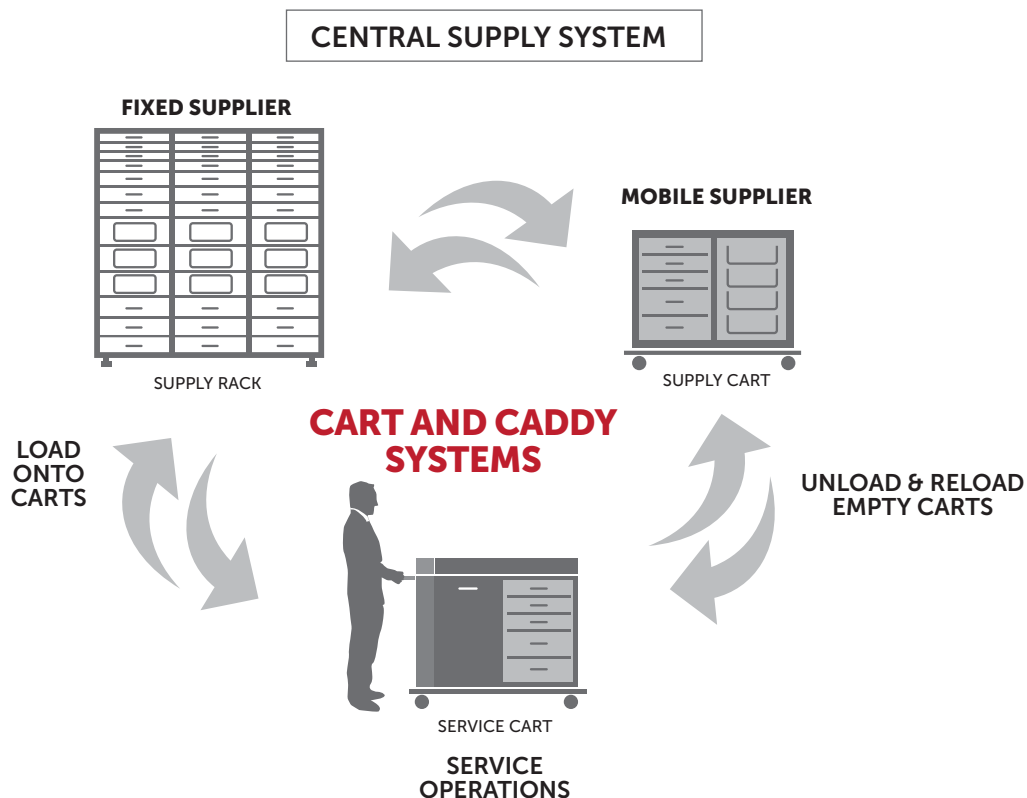 CENTRAL SUPPLY SYSTEM
FIXED SUPPLIER
MOBILE SUPPLIER
SUPPLY RACK
SUPPLY CART
CART AND CADDY
SYSTEMS
LOAD
ONTO
CARTS
UNLOAD & RELOAD
EMPTY CARTS
SERVICE CART
SERVICE
OPERATIONS